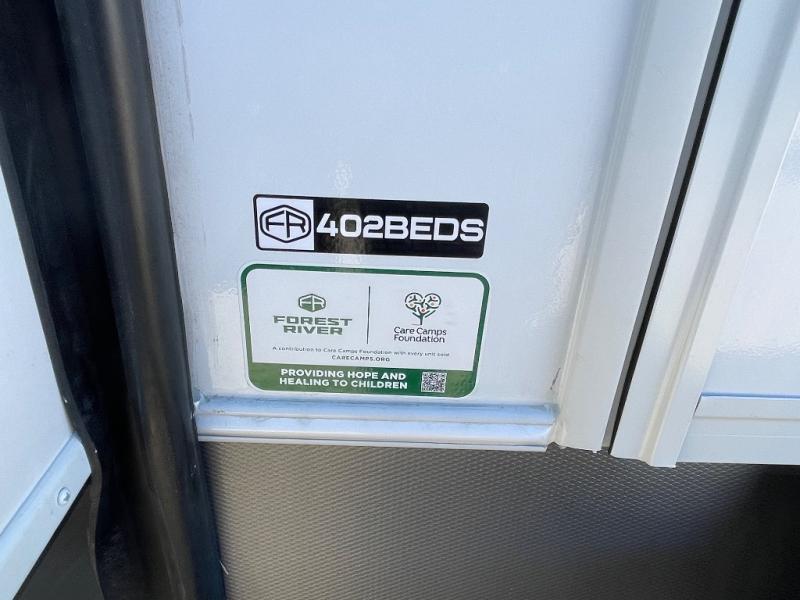 FR 402BEDS
FR
FOREST
RIVER
Care Camps
Foundation
A contribution to Care Camps Foundation with every unit sold
CARECAMPS.ORG
PROVIDING HOPE AND
HEALING TO CHILDREN